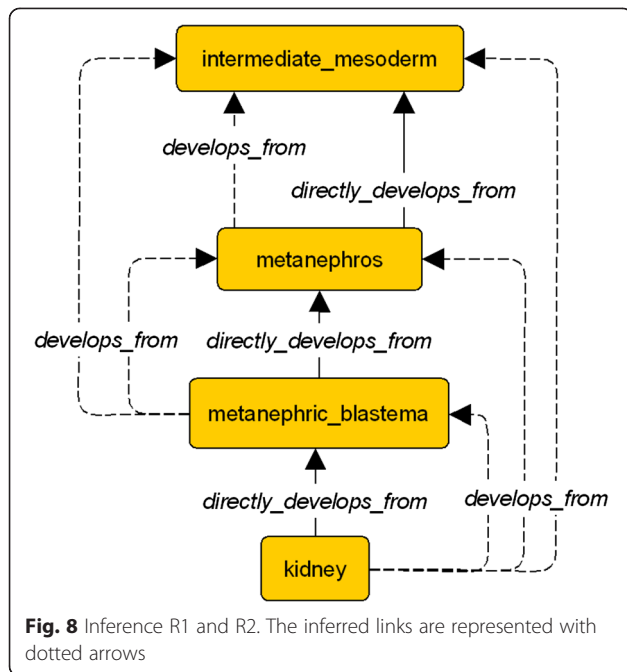 intermediate_mesoderm
develops_from
directly_develops_from
metanephros
develops_from
directly_develops_from
metanephric_blastema
directly_develops_from
develops_from
kidney
Fig. 8 Inference R1 and R2. The inferred links are represented with
dotted arrows